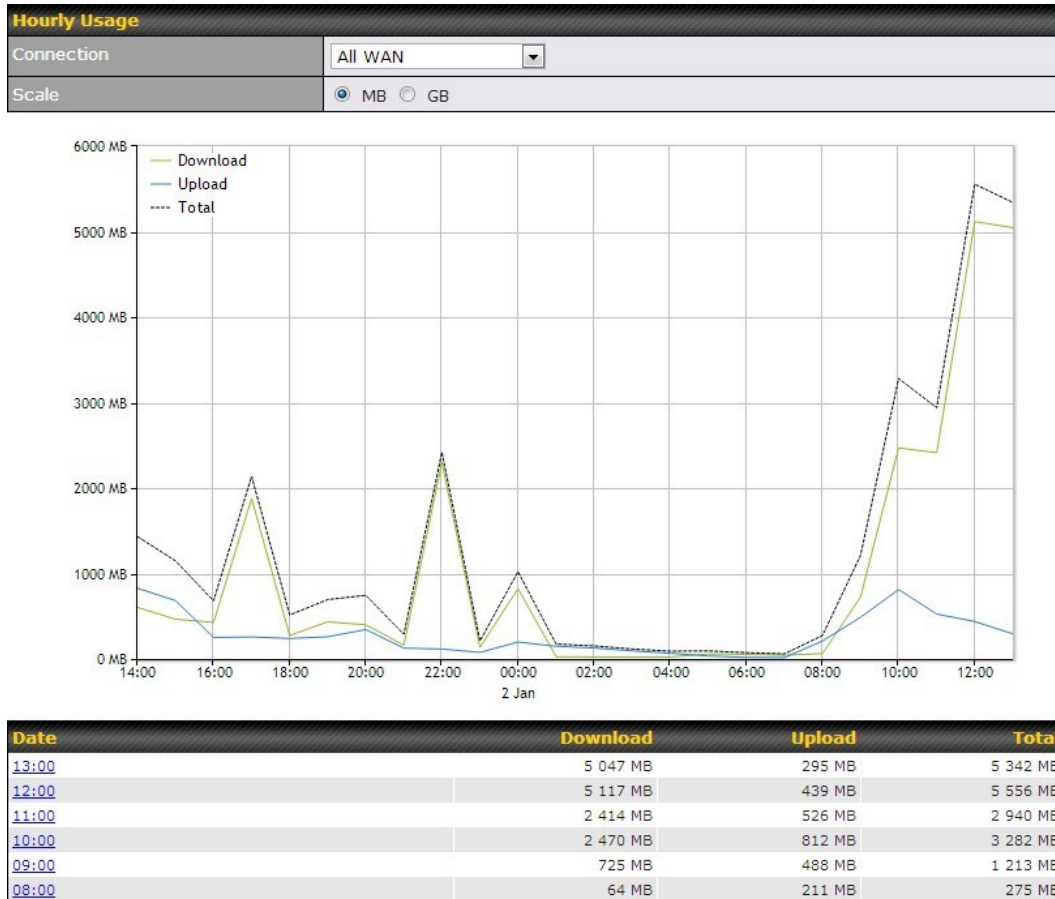 Hourly Usage
Connection All WAN
Scale MB GB
6000 MB
Download
Upload
Total
5000 MB
4000 MB
3000 MB
2000 MB
1000 MB
0 MB
14:00 16:00 18:00 20:00 22:00 00:00 02:00 04:00 06:00 08:00 10:00 12:00
2 Jan
Date Download Upload Total
13:00 5 047 MB 295 MB 5 342 MB
12:00 5 117 MB 439 MB 5 556 MB
11:00 2 414 MB 526 MB 2 940 MB
10:00 2 470 MB 812 MB 3 282 MB
09:00 725 MB 488 MB 1 213 MB
08:00 64 MB 211 MB 275 MB